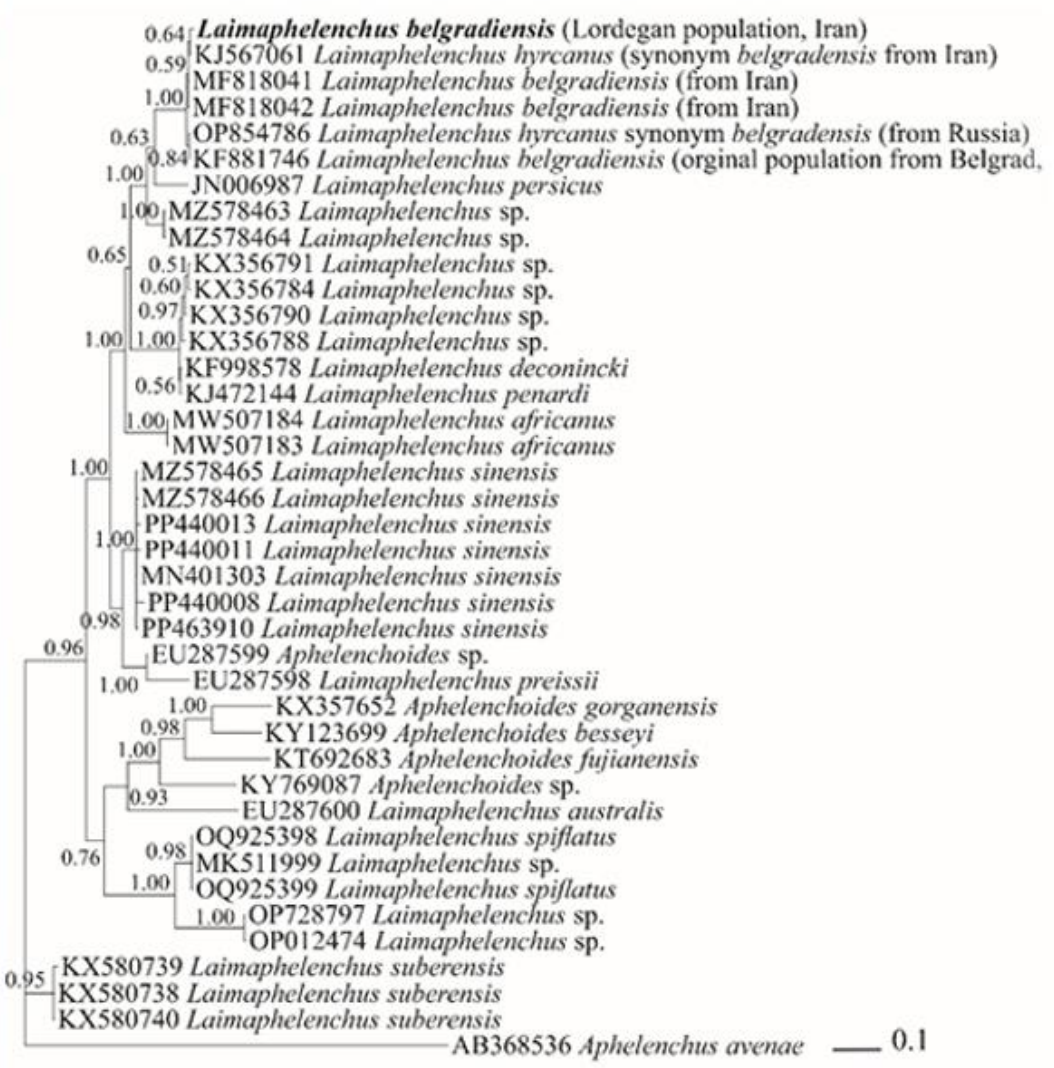 0.64 Laimaphelenchus belgradiensis (Lordegan population, Iran)
KJ567061 Laimaphelenchus hyrcanus (synonym belgradensis from Iran)
0.59
MF818041 Laimaphelenchus belgradiensis (from Iran)
1.00 MF818042 Laimaphelenchus belgradiensis (from Iran)
0.63 OP854786 Laimaphelenchus hyrcanus synonym belgradensis (from Russia)
0.84 KF881746 Laimaphelenchus belgradiensis (orginal population from Belgrad,
1.00 JN006987 Laimaphelenchus persicus
1.00 MZ578463 Laimaphelenchus sp.
MZ578464 Laimaphelenchus sp.
0.65 0.51 KX356791 Laimaphelenchus sp.
0.60 KX356784 Laimaphelenchus sp.
0.97 KX356790 Laimaphelenchus sp.
1.00 1.00 KX356788 Laimaphelenchus sp.
KF998578 Laimaphelenchus deconincki
0.56 KJ472144 Laimaphelenchus penardi
1.00 MW507184 Laimaphelenchus africanus
MW507183 Laimaphelenchus africanus
1.00 MZ578465 Laimaphelenchus sinensis
MZ578466 Laimaphelenchus sinensis
PP440013 Laimaphelenchus sinensis
1.00 PP440011 Laimaphelenchus sinensis
MN401303 Laimaphelenchus sinensis
PP440008 Laimaphelenchus sinensis
0.98 PP463910 Laimaphelenchus sinensis
0.96 EU287599 Aphelenchoides sp.
1.00 EU287598 Laimaphelenchus preissii
1.00 KX357652 Aphelenchoides gorganensis
0.98 KY123699 Aphelenchoides besseyi
1.00 KT692683 Aphelenchoides fujianensis
KY769087 Aphelenchoides sp.
0.93 EU287600 Laimaphelenchus australis
OQ925398 Laimaphelenchus spiflatus
0.76 0.98 MK511999 Laimaphelenchus sp.
1.00 OQ925399 Laimaphelenchus spiflatus
1.00 OP728797 Laimaphelenchus sp.
OP012474 Laimaphelenchus sp.
KX580739 Laimaphelenchus suberensis
0.95 KX580738 Laimaphelenchus suberensis
KX580740 Laimaphelenchus suberensis
AB368536 Aphelenchus avenae 0.1